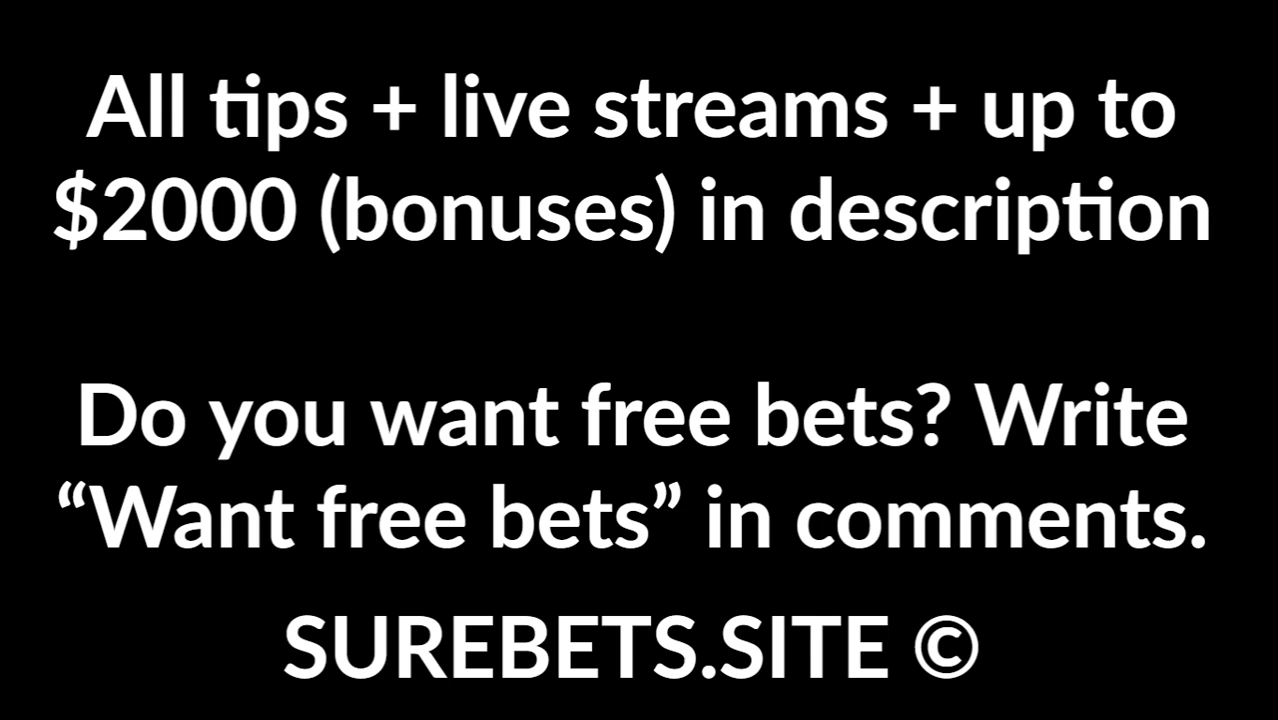 All tips + live streams + up to
$2000 (bonuses) in description
Do you want free bets? Write
“Want free bets” in comments.
SUREBETS.SITE ©